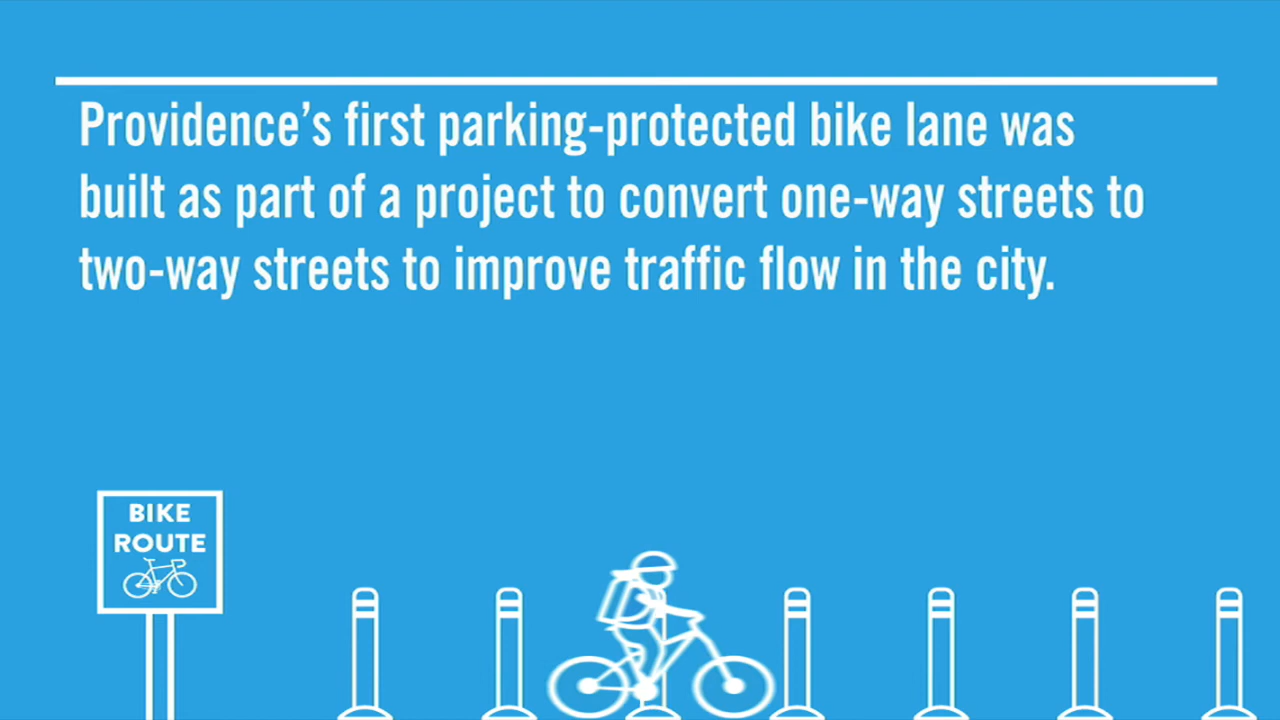 Providence’s first parking-protected bike lane was
built as part of a project to convert one-way streets to
two-way streets to improve traffic flow in the city.
BIKE
ROUTE